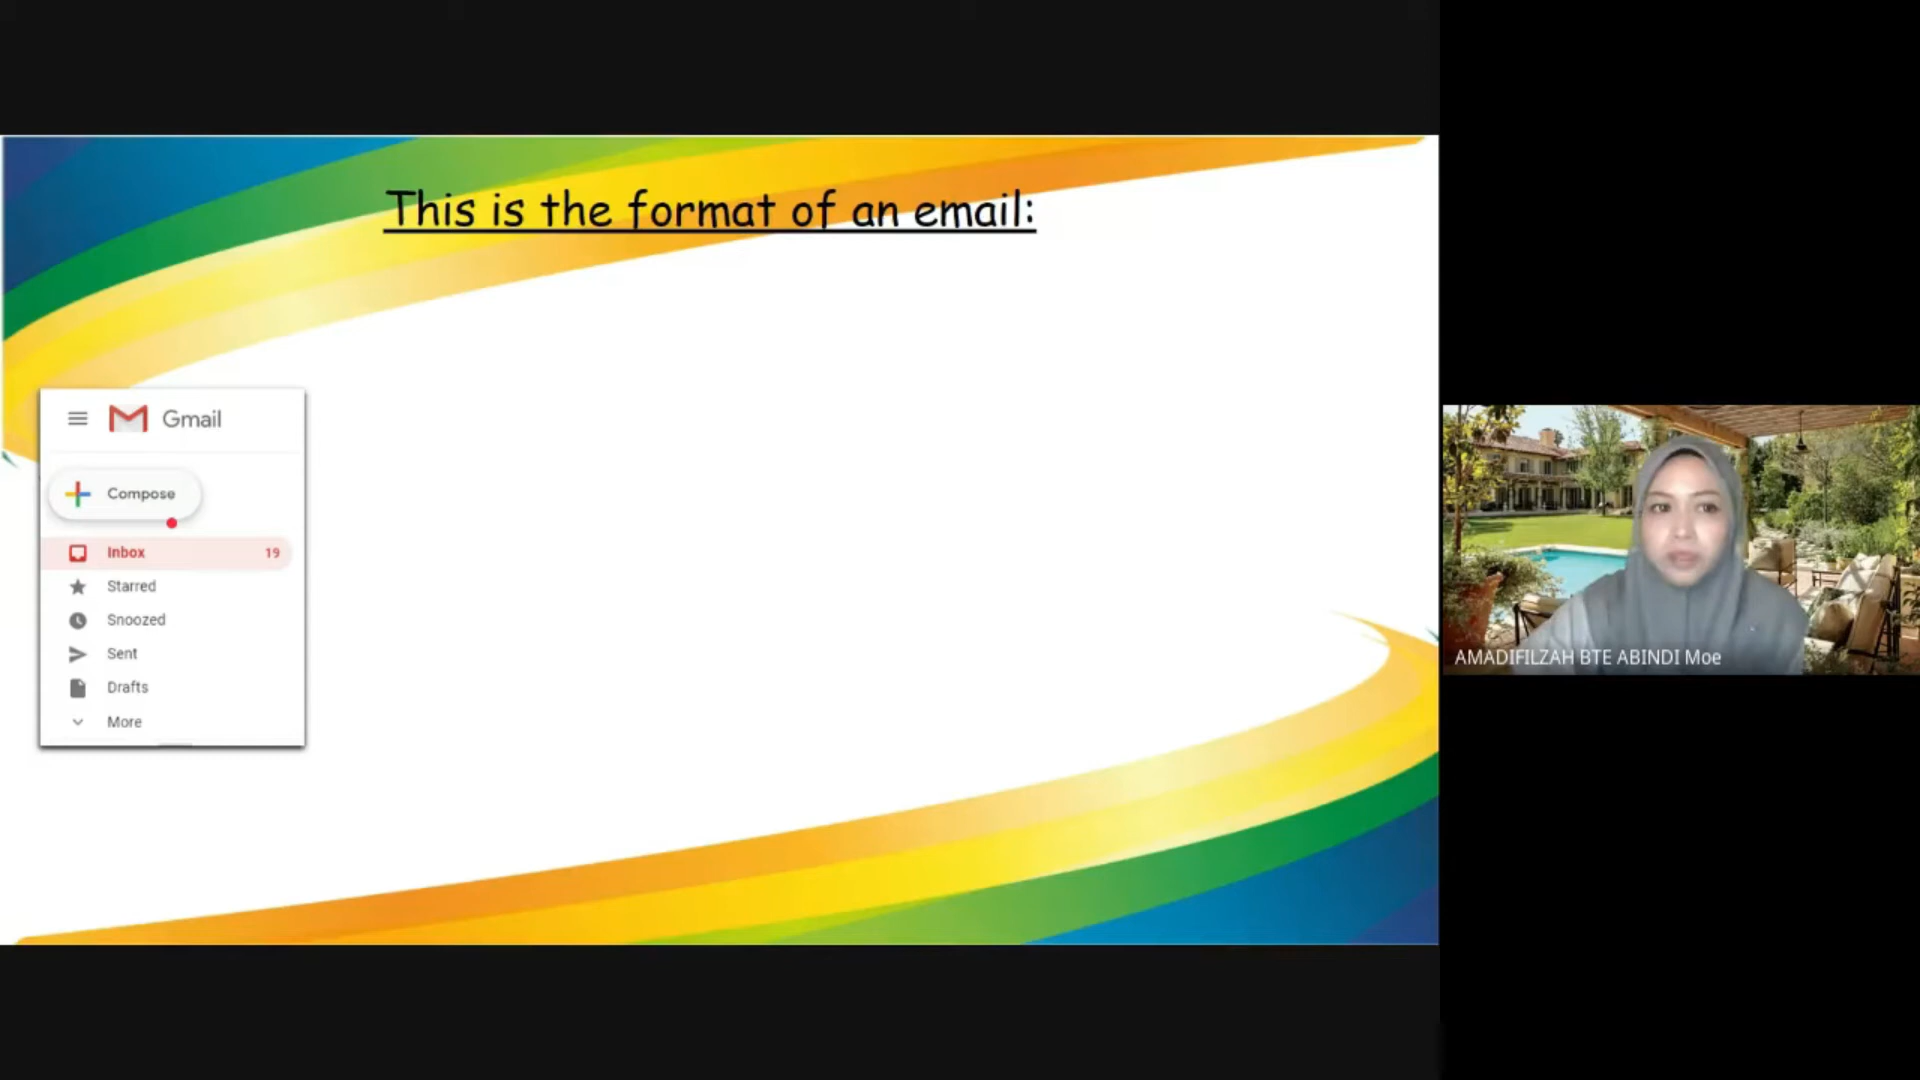 This is the format of an email:
Gmail
Compose
Inbox 19
Starred
Snoozed
Sent
Drafts
More
AMADIFILZAH BTE ABINDI Moe